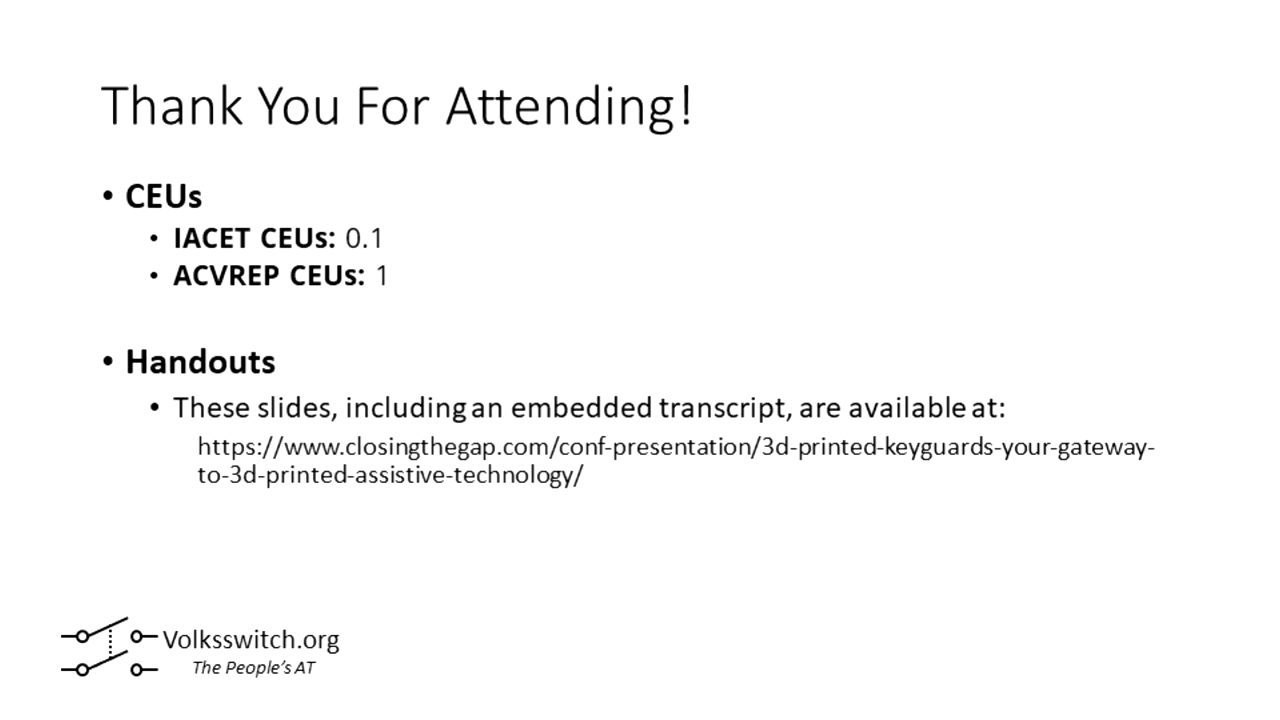 Thank You For Attending!
• CEUs
• IACET CEUs: 0.1
• ACVREP CEUs: 1
• Handouts
• These slides, including an embedded transcript, are available at:
https://www.closingthegap.com/conf-presentation/3d-printed-keyguards-your-gateway-
to-3d-printed-assistive-technology/
Volksswitch.org
The People's AT